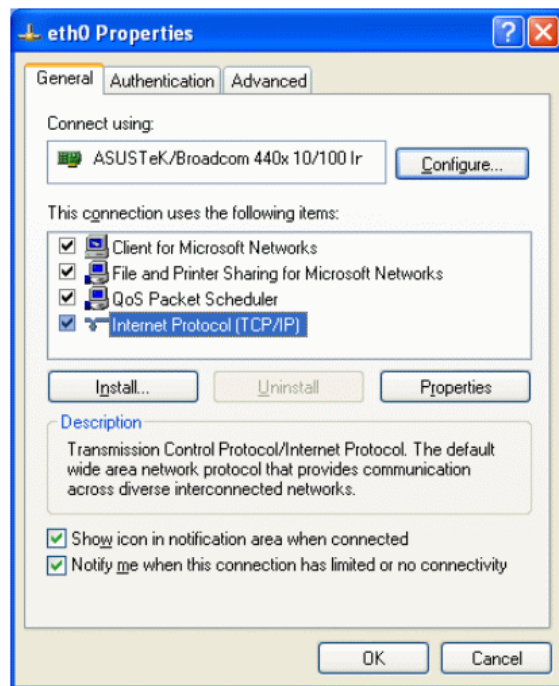 eth0 Properties
General Authentication Advanced
Connect using:
ASUSTeK/Broadcom 440x 10/100 Ir
Configure...
This connection uses the following items:
Client for Microsoft Networks
File and Printer Sharing for Microsoft Networks
QoS Packet Scheduler
Internet Protocol (TCP/IP)
Install... Uninstall Properties
Description
Transmission Control Protocol/Internet Protocol. The default
wide area network protocol that provides communication
across diverse interconnected networks.
Show icon in notification area when connected
Notify me when this connection has limited or no connectivity
OK Cancel